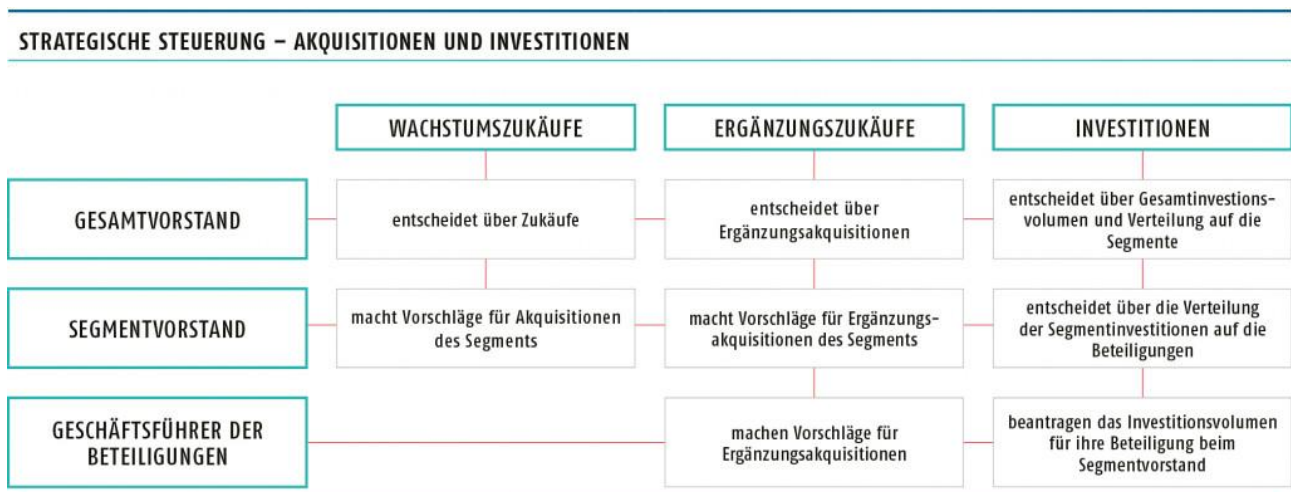 STRATEGISCHE STEUERUNG – AKQUISITIONEN UND INVESTITIONEN
WACHSTUMSZUKÄUFE
ERGÄNZUNGSZUKÄUFE
INVESTITIONEN
GESAMTVORSTAND
entscheidet über Zukäufe
entscheidet über
Ergänzungsakquisitionen
entscheidet über Gesamtinvestions-
volumen und Verteilung auf die
Segmente
SEGMENTVORSTAND
macht Vorschläge für Akquisitionen
des Segments
macht Vorschläge für Ergänzungs-
akquisitionen des Segments
entscheidet über die Verteilung
der Segmentinvestitionen auf die
Beteiligungen
GESCHÄFTSFÜHRER DER
BETEILIGUNGEN
machen Vorschläge für
Ergänzungsakquisitionen
beantragen das Investitionsvolumen
für ihre Beteiligung beim
Segmentvorstand